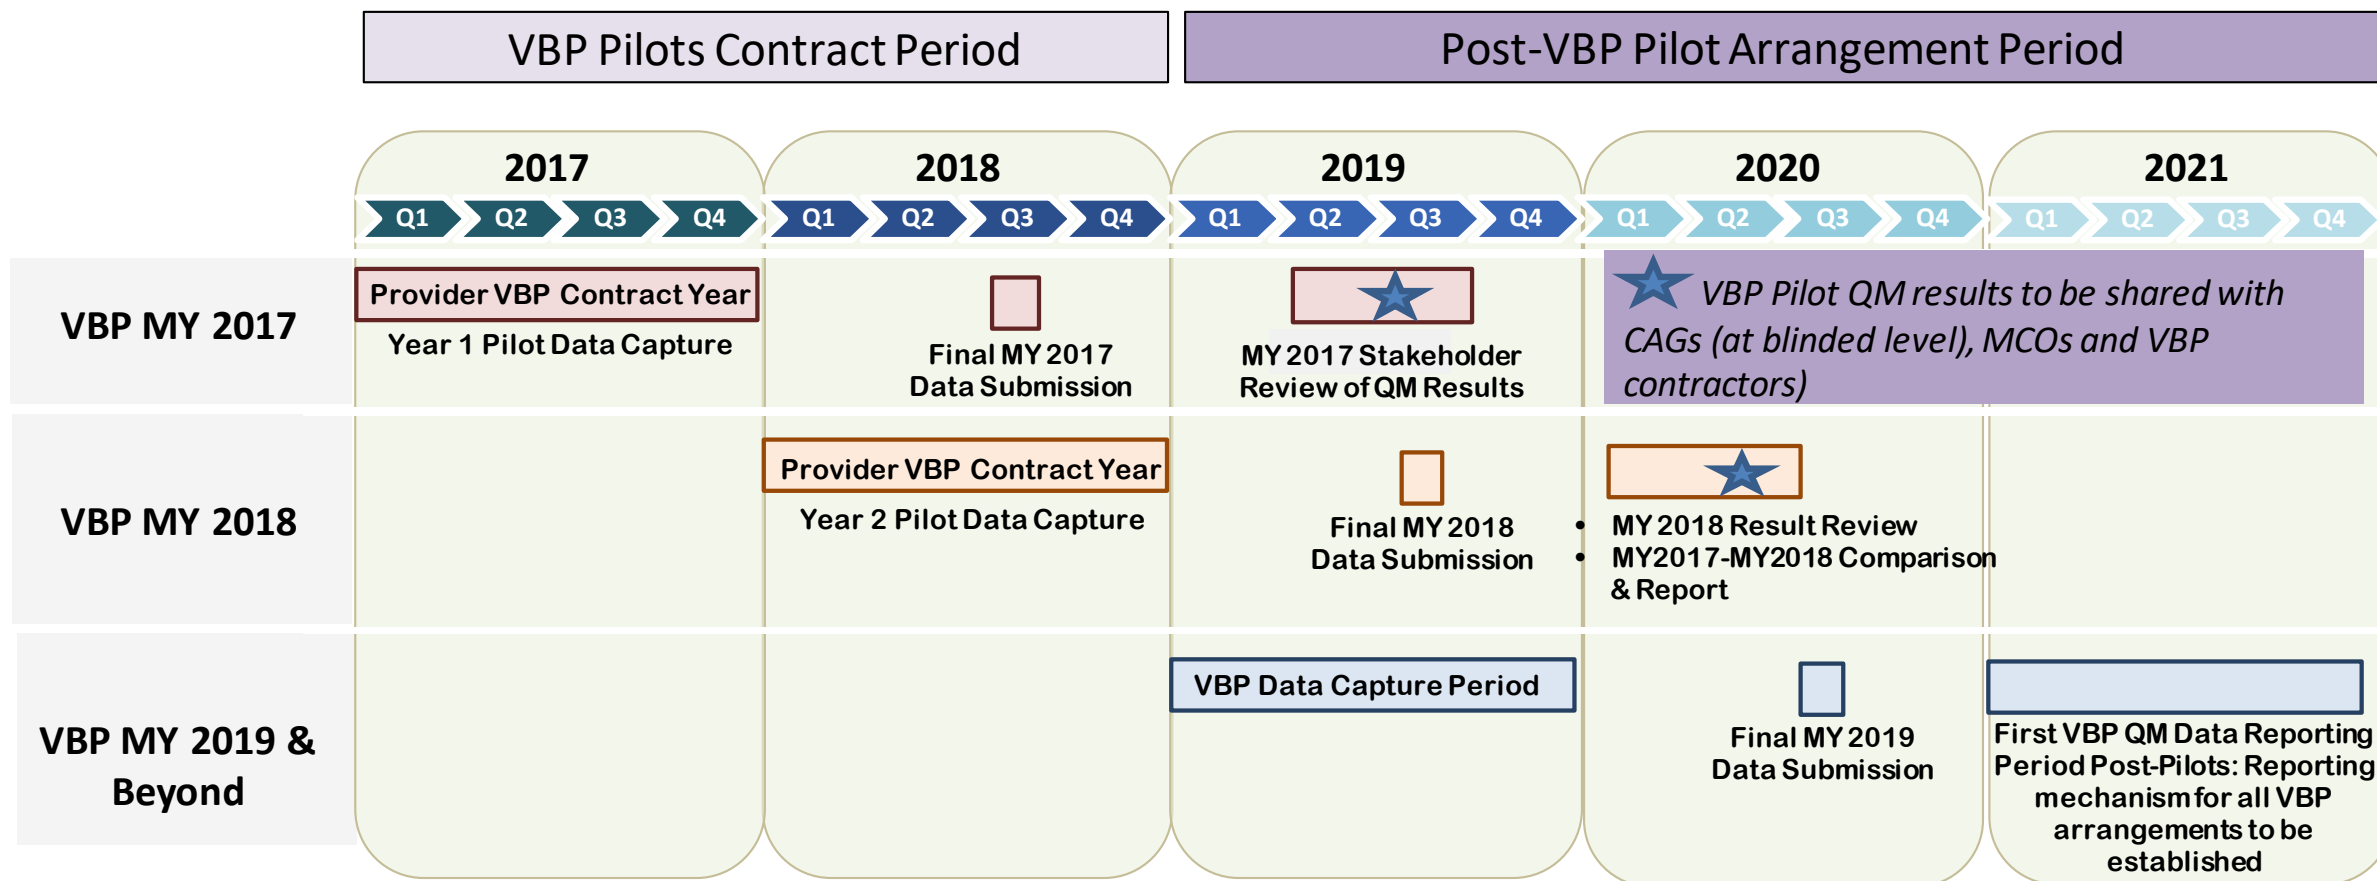 VBP Pilots Contract Period
Post-VBP Pilot Arrangement Period
2017
2018
2019
2020
2021
Q1 Q2 Q3 Q4
Q1 Q2 Q3 Q4
Q1 Q2 Q3 Q4
Q1 Q2 Q3 Q4
Q1 Q2 Q3 Q4
VBP MY 2017
Provider VBP Contract Year
Year 1 Pilot Data Capture
Final MY 2017
Data Submission
MY 2017 Stakeholder
Review of QM Results
VBP Pilot QM results to be shared with
CAGs (at blinded level), MCOs and VBP
contractors)
VBP MY 2018
Provider VBP Contract Year
Year 2 Pilot Data Capture
Final MY 2018
Data Submission
• MY 2018 Result Review
• MY2017-MY2018 Comparison
& Report
VBP MY 2019 &
Beyond
VBP Data Capture Period
Final MY 2019
Data Submission
First VBP QM Data Reporting
Period Post-Pilots: Reporting
mechanism for all VBP
arrangements to be
established